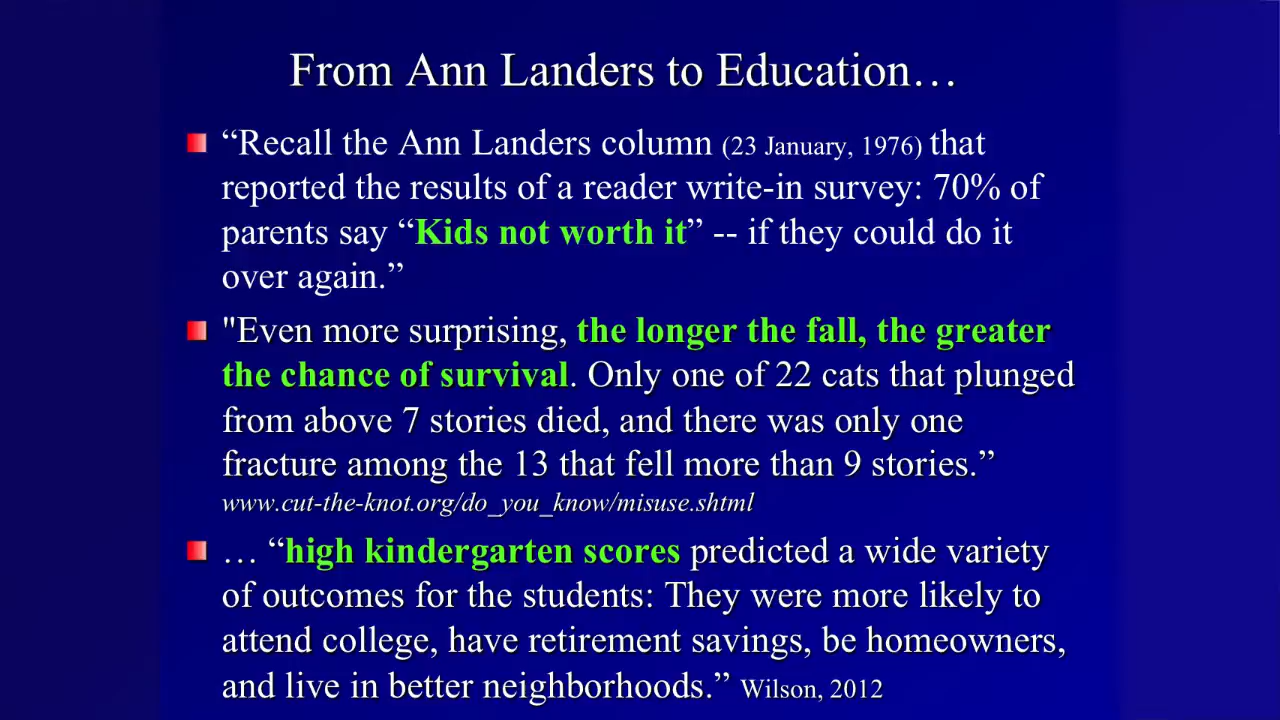 From Ann Landers to Education…
“Recall the Ann Landers column (23 January, 1976) that
reported the results of a reader write-in survey: 70% of
parents say “Kids not worth it” -- if they could do it
over again.”
"Even more surprising, the longer the fall, the greater
the chance of survival. Only one of 22 cats that plunged
from above 7 stories died, and there was only one
fracture among the 13 that fell more than 9 stories.”
www.cut-the-knot.org/do_you_know/misuse.shtml
… “high kindergarten scores predicted a wide variety
of outcomes for the students: They were more likely to
attend college, have retirement savings, be homeowners,
and live in better neighborhoods.” Wilson, 2012